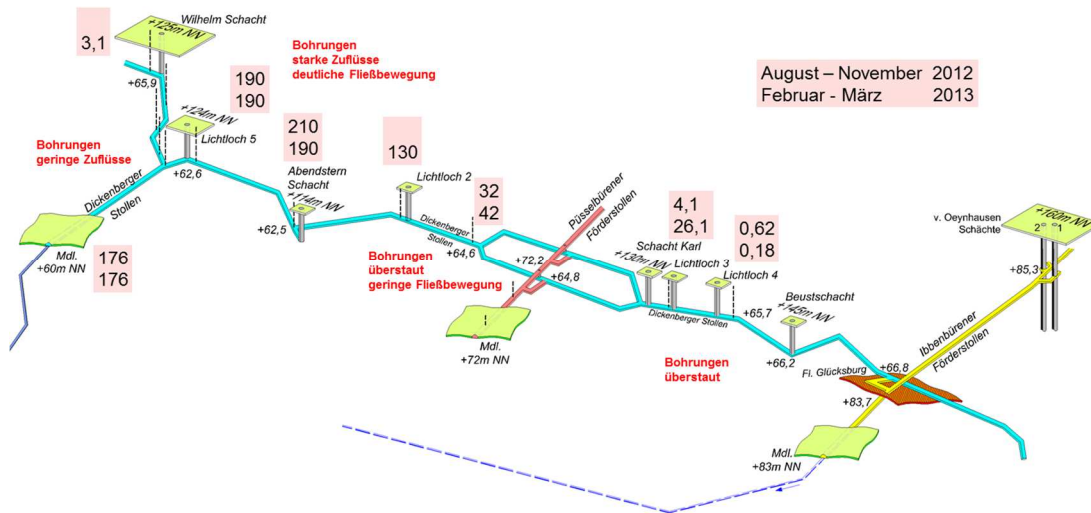 Wilhelm Schacht
+125m NN
3,1
+65,9
Bohrungen
starke Zuflüsse
deutliche Fließbewegung
August – November 2012
Februar - März 2013
190
190
+124m NN
Lichtloch 5
+62,6
Bohrungen
geringe Zuflüsse
Dickenberger
Stollen
Mdl.
+60m NN
176
176
210
190
Abendstern
Schacht
+114m NN
+62,5
130
Lichtloch 2
Dickenberger
Stollen
32
42
+64,6
Püsselbürener
Förderstollen
+72,2
+64,8
Bohrungen
überstaut
geringe Fließbewegung
Mdl.
+72m NN
4,1
26,1
Schacht Karl
+130m NN
Lichtloch 3
0,62
0,18
Lichtloch 4
Dickenberger Stollen
+65,7
Beustschacht
+145m NN
+66,2
Bohrungen
überstaut
v. Oeynhausen
Schächte
+160m NN
2 1
+85,3
Ibbenbürener
Förderstollen
+66,8
Fl. Glücksburg
+83,7
Mdl.
+83m NN